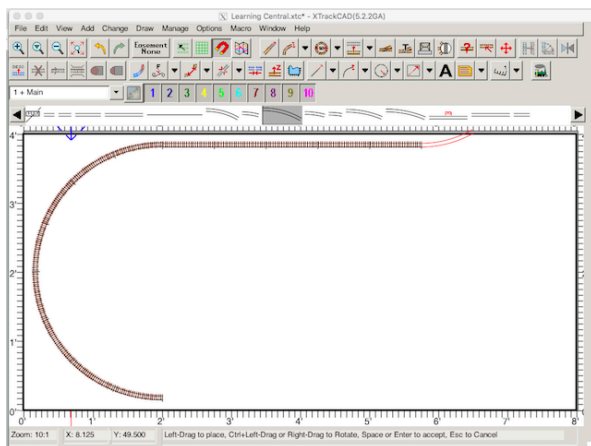 Learning Central.xtc* - XTrackCAD(5.2.2GA)
File Edit View Add Change Draw Manage Options Macro Window Help
Easement
None
A
1 + Main
1 2 3 4 5 6 7 8 9 10
4'
3'
2'
1'
0'
0' 1' 2' 3' 4' 5' 6' 7' 8'
Zoom: 10:1 X: 8.125 Y: 49.500 Left-Drag to place, Ctrl+Left-Drag or Right-Drag to Rotate, Space or Enter to accept, Esc to Cancel